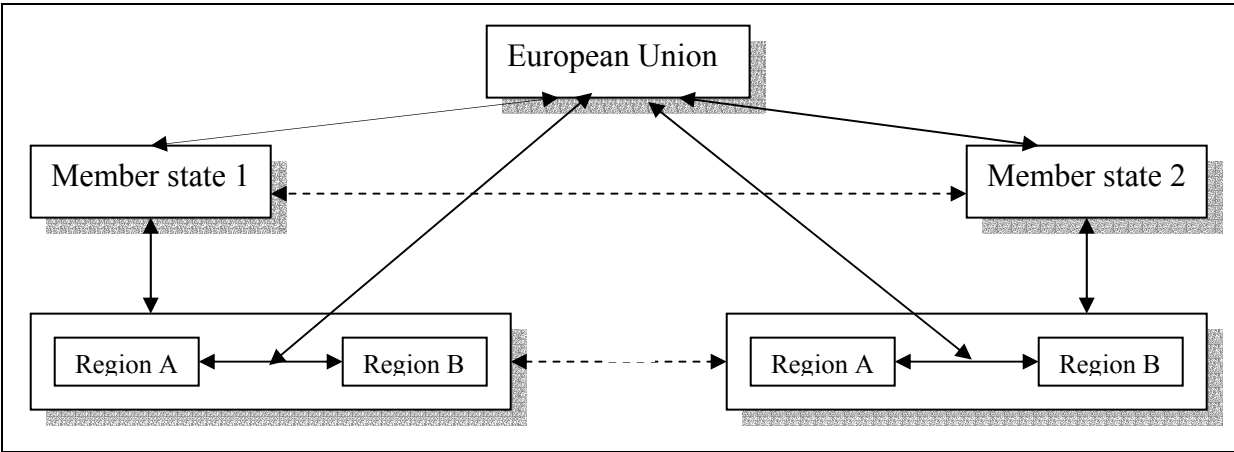 European Union
Member state 1
Member state 2
Region A
Region B
Region A
Region B